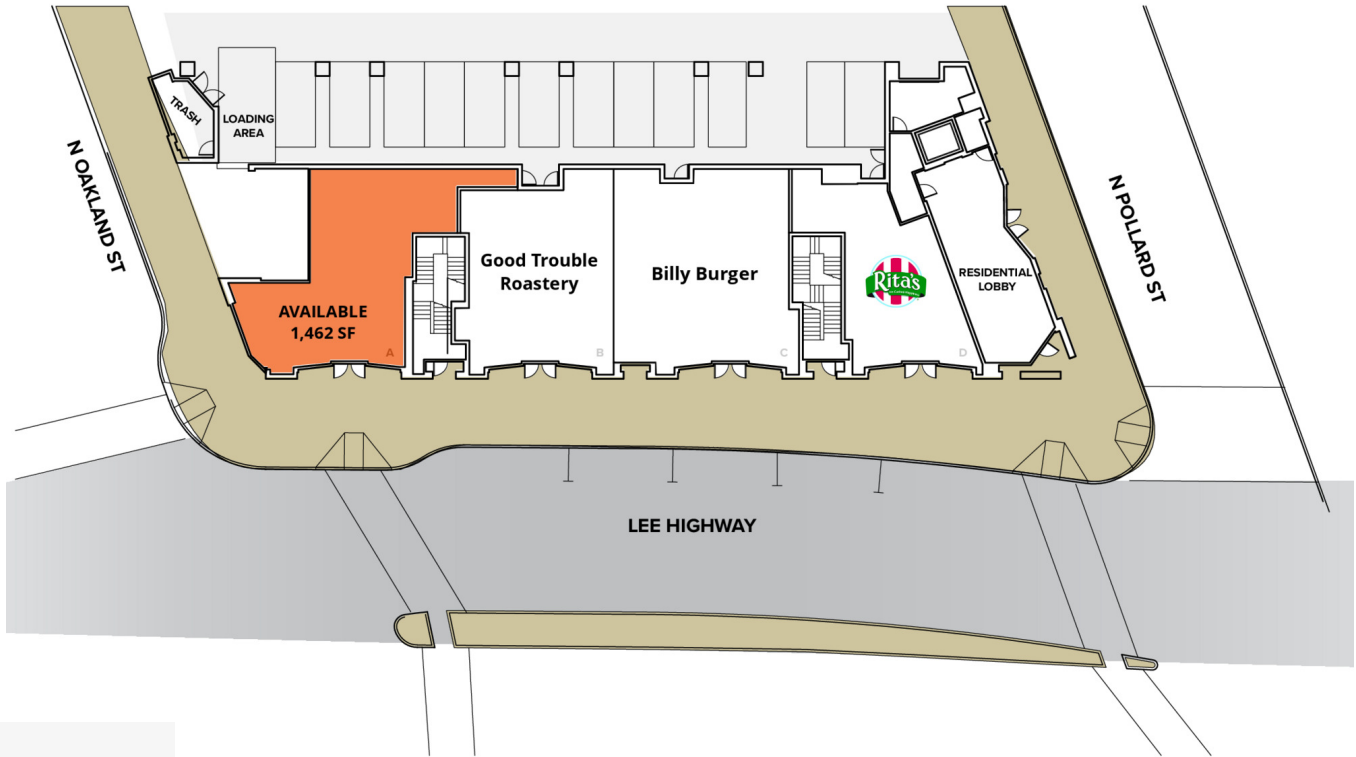 TRASH
LOADING
AREA
N OAKLAND ST
N POLLARD ST
AVAILABLE
1,462 SF
A
Good Trouble
Roastery
B
Billy Burger
C
Rita's
D
RESIDENTIAL
LOBBY
LEE HIGHWAY